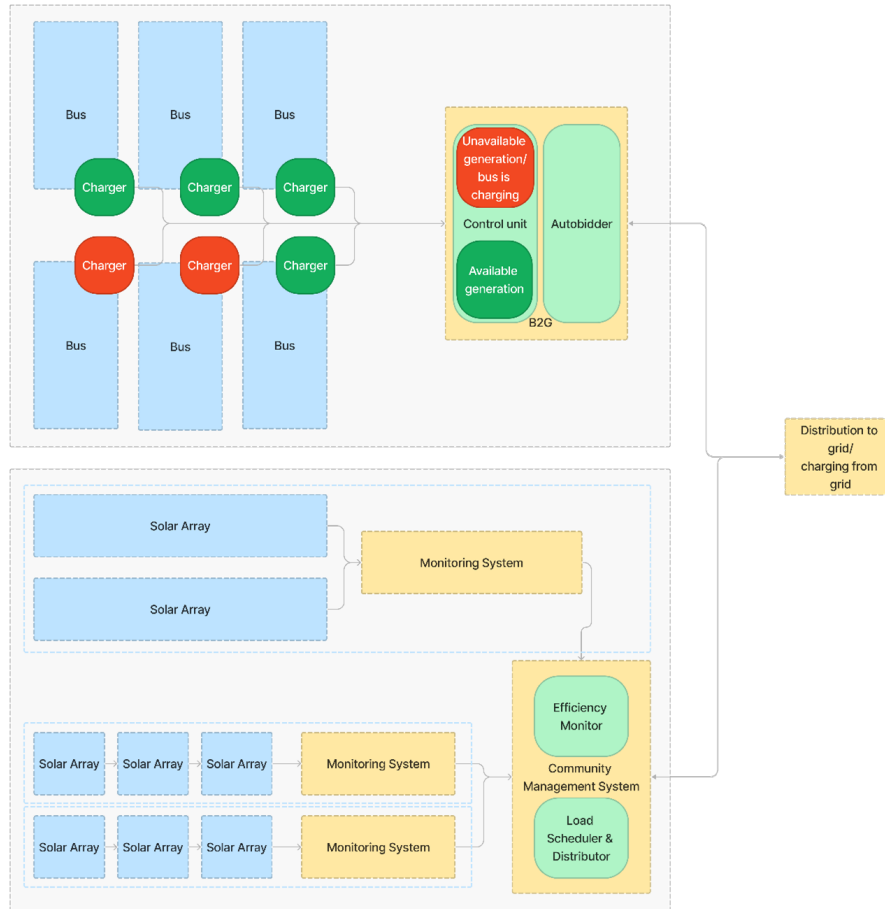 Bus
Bus
Bus
Charger
Charger
Charger
Charger
Charger
Charger
Bus
Bus
Bus
Unavailable
generation/
bus is
charging
Control unit
Available
generation
Autobidder
B2G
Distribution to
grid/
charging from
grid
Solar Array
Solar Array
Monitoring System
Solar Array
Solar Array
Solar Array
Monitoring System
Solar Array
Solar Array
Solar Array
Monitoring System
Efficiency
Monitor
Community
Management System
Load
Scheduler &
Distributor